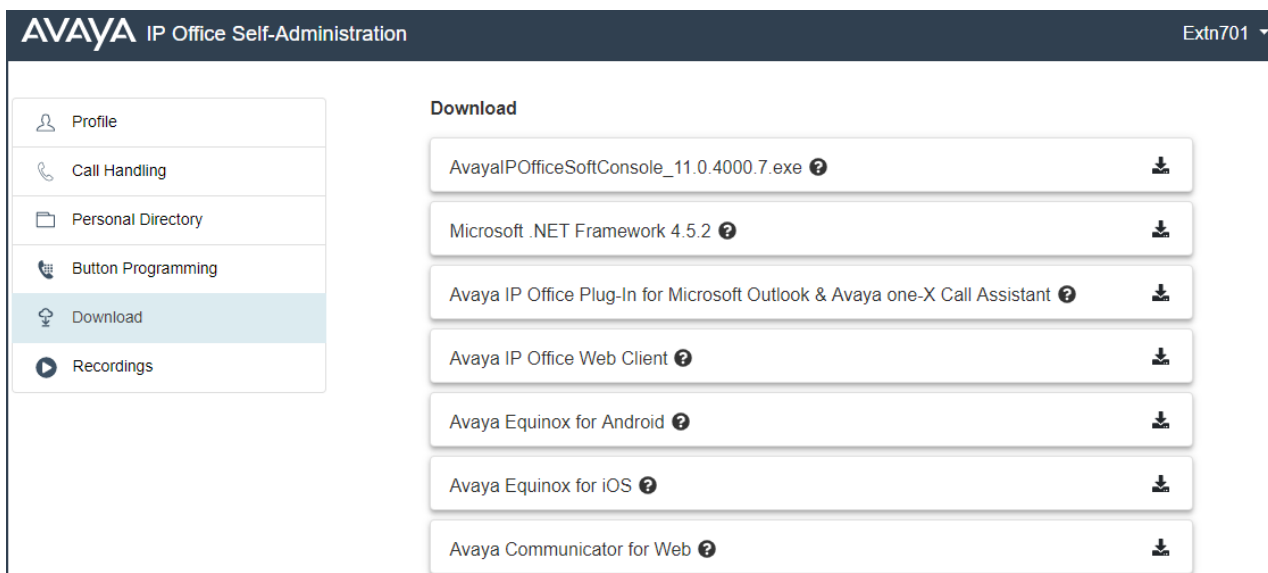 AVAYA IP Office Self-Administration
Extn701
Profile
Call Handling
Personal Directory
Button Programming
Download
Recordings
Download
AvayaIPOfficeSoftConsole_11.0.4000.7.exe
Microsoft .NET Framework 4.5.2
Avaya IP Office Plug-In for Microsoft Outlook & Avaya one-X Call Assistant
Avaya IP Office Web Client
Avaya Equinox for Android
Avaya Equinox for iOS
Avaya Communicator for Web